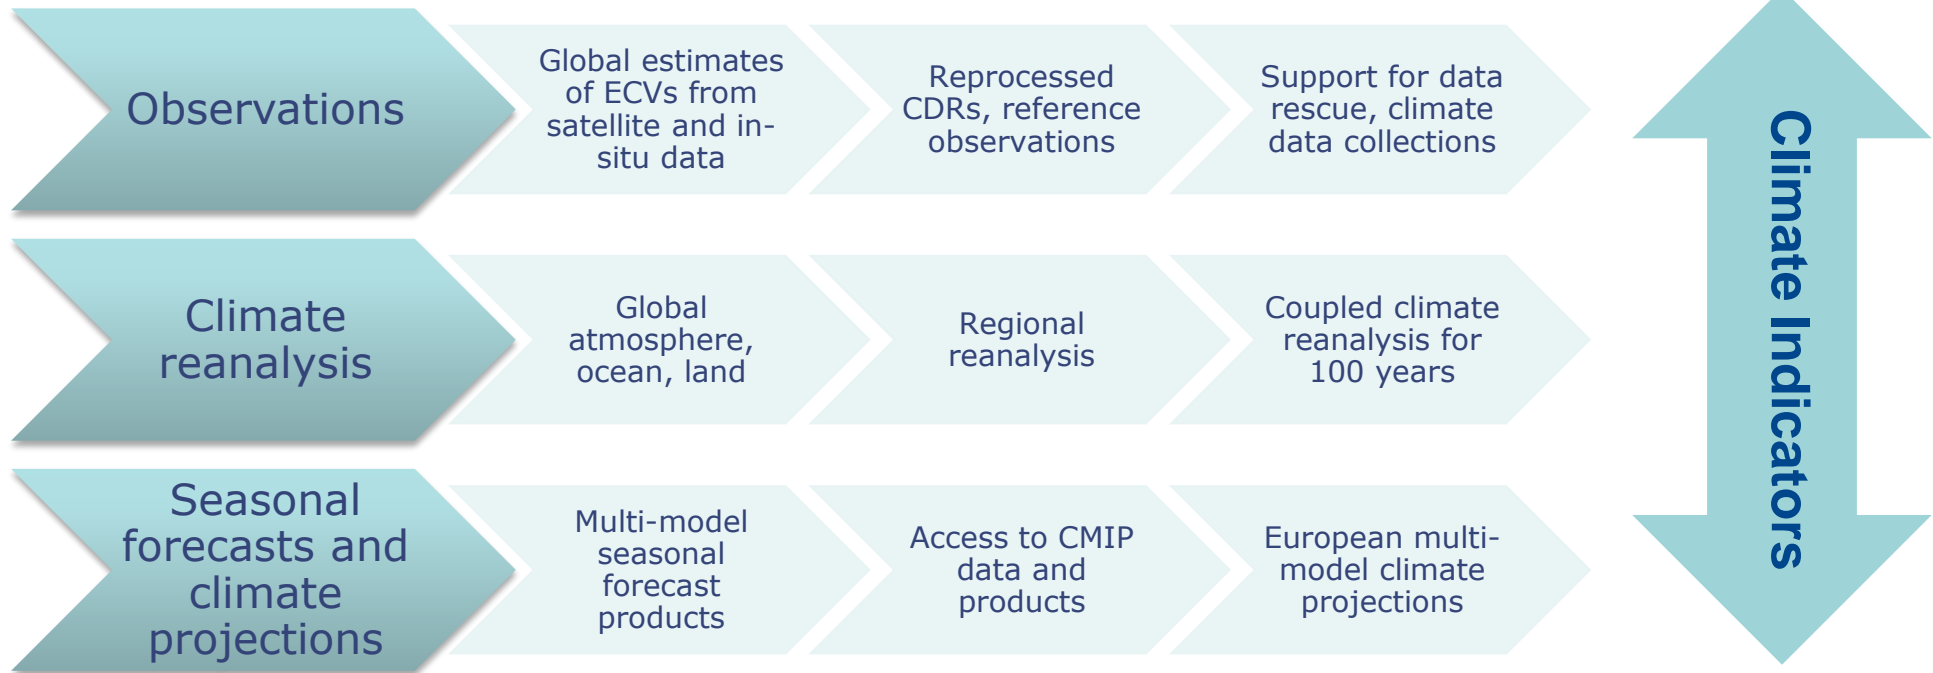 Observations
Global estimates
of ECVs from
satellite and in-
situ data
Reprocessed
CDRs, reference
observations
Support for data
rescue, climate
data collections
Climate
reanalysis
Global
atmosphere,
ocean, land
Regional
reanalysis
Coupled climate
reanalysis for
100 years
Seasonal
forecasts and
climate
projections
Multi-model
seasonal
forecast
products
Access to CMIP
data and
products
European multi-
model climate
projections
Climate Indicators